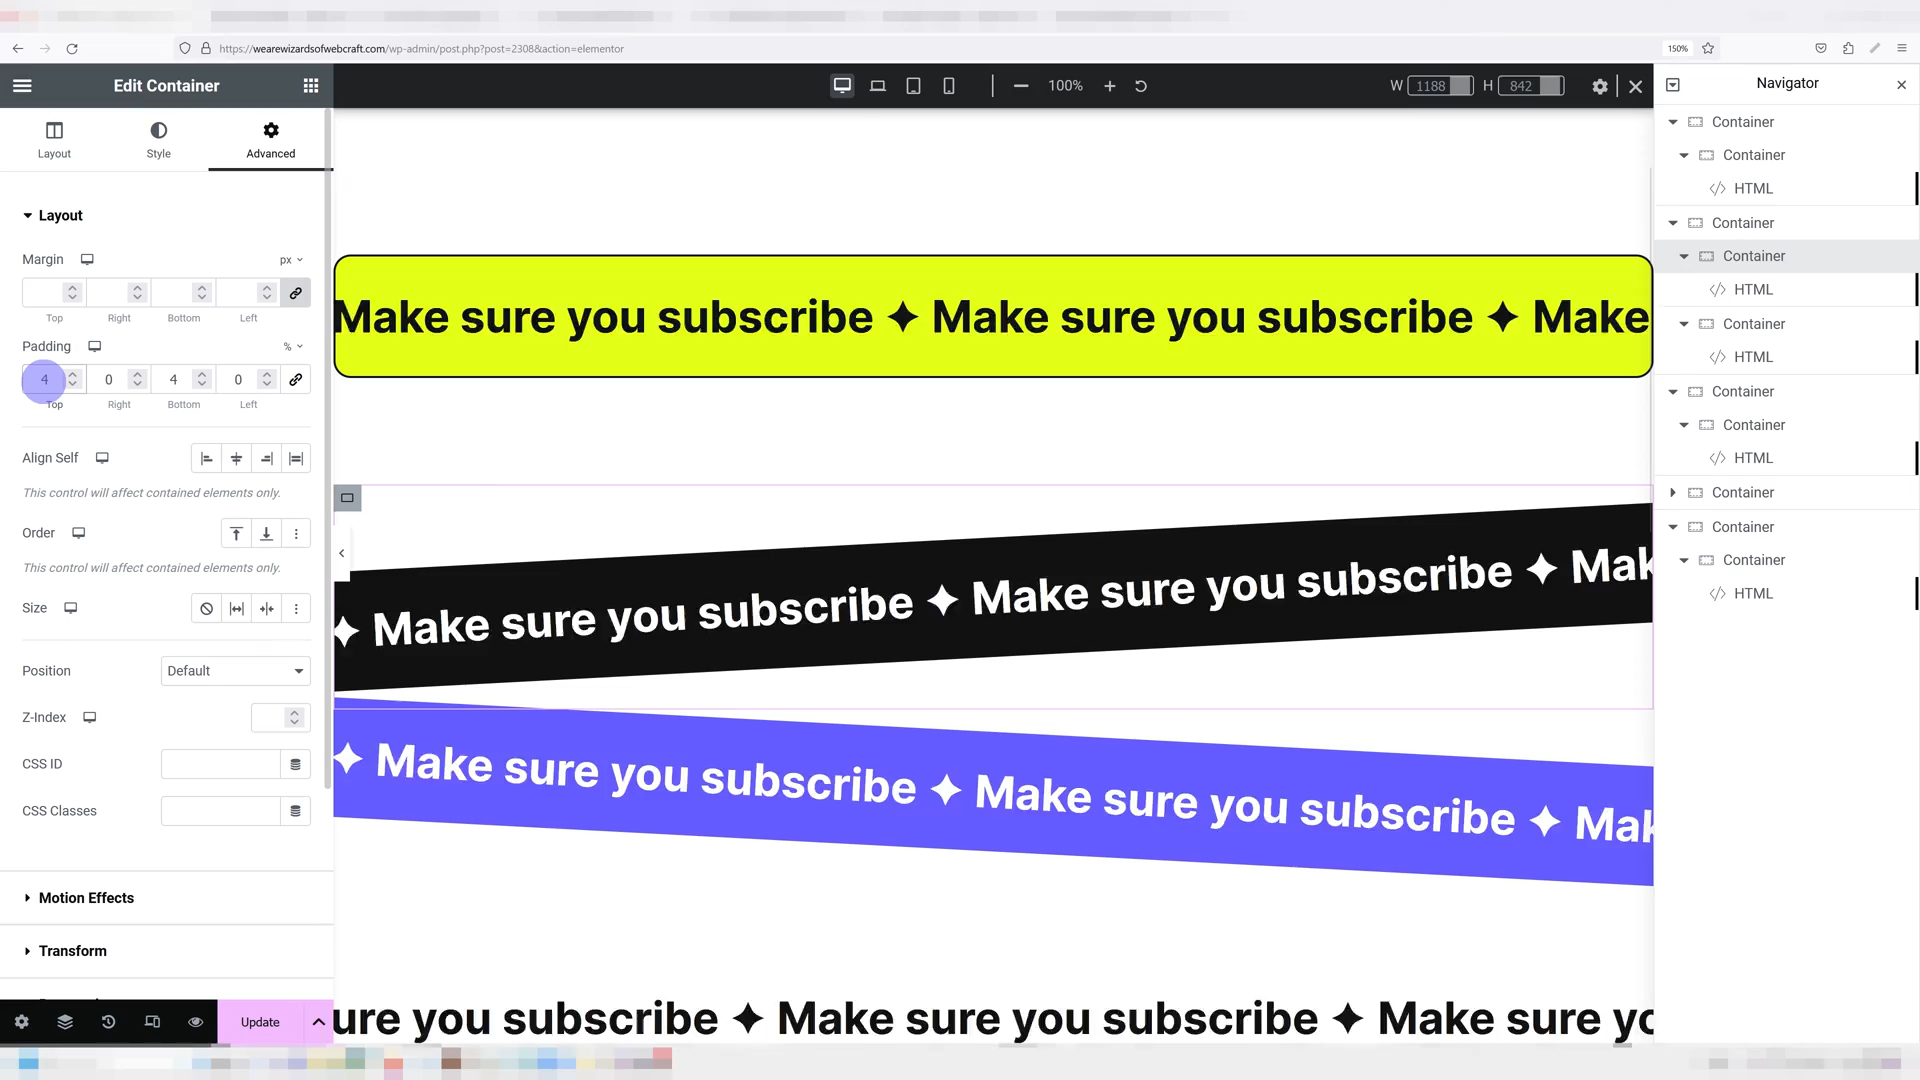 https://wearewizardsofwebcraft.com/wp-admin/post.php?post=2308&action=elementor
150%
Edit Container
100%
W 1188
H 842
Navigator
Layout
Style
Advanced
Layout
Margin
px
Top
Right
Bottom
Left
Padding
%
4
0
4
0
Top
Right
Bottom
Left
Align Self
This control will affect contained elements only.
Order
This control will affect contained elements only.
Size
Position
Default
Z-Index
CSS ID
CSS Classes
Motion Effects
Transform
Update
Make sure you subscribe ✦ Make sure you subscribe ✦ Make
✦ Make sure you subscribe ✦ Make sure you subscribe ✦ Mak
✦ Make sure you subscribe ✦ Make sure you subscribe ✦ Mak
ure you subscribe ✦ Make sure you subscribe ✦ Make sure yo
Container
Container
HTML
Container
Container
HTML
Container
HTML
Container
Container
HTML
Container
Container
Container
HTML